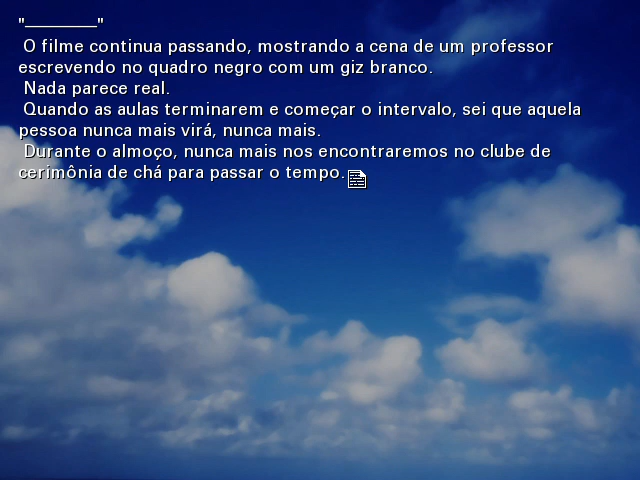 "________"
O filme continua passando, mostrando a cena de um professor
escrevendo no quadro negro com um giz branco.
Nada parece real.
Quando as aulas terminarem e começar o intervalo, sei que aquela
pessoa nunca mais virá, nunca mais.
Durante o almoço, nunca mais nos encontraremos no clube de
cerimônia de chá para passar o tempo.